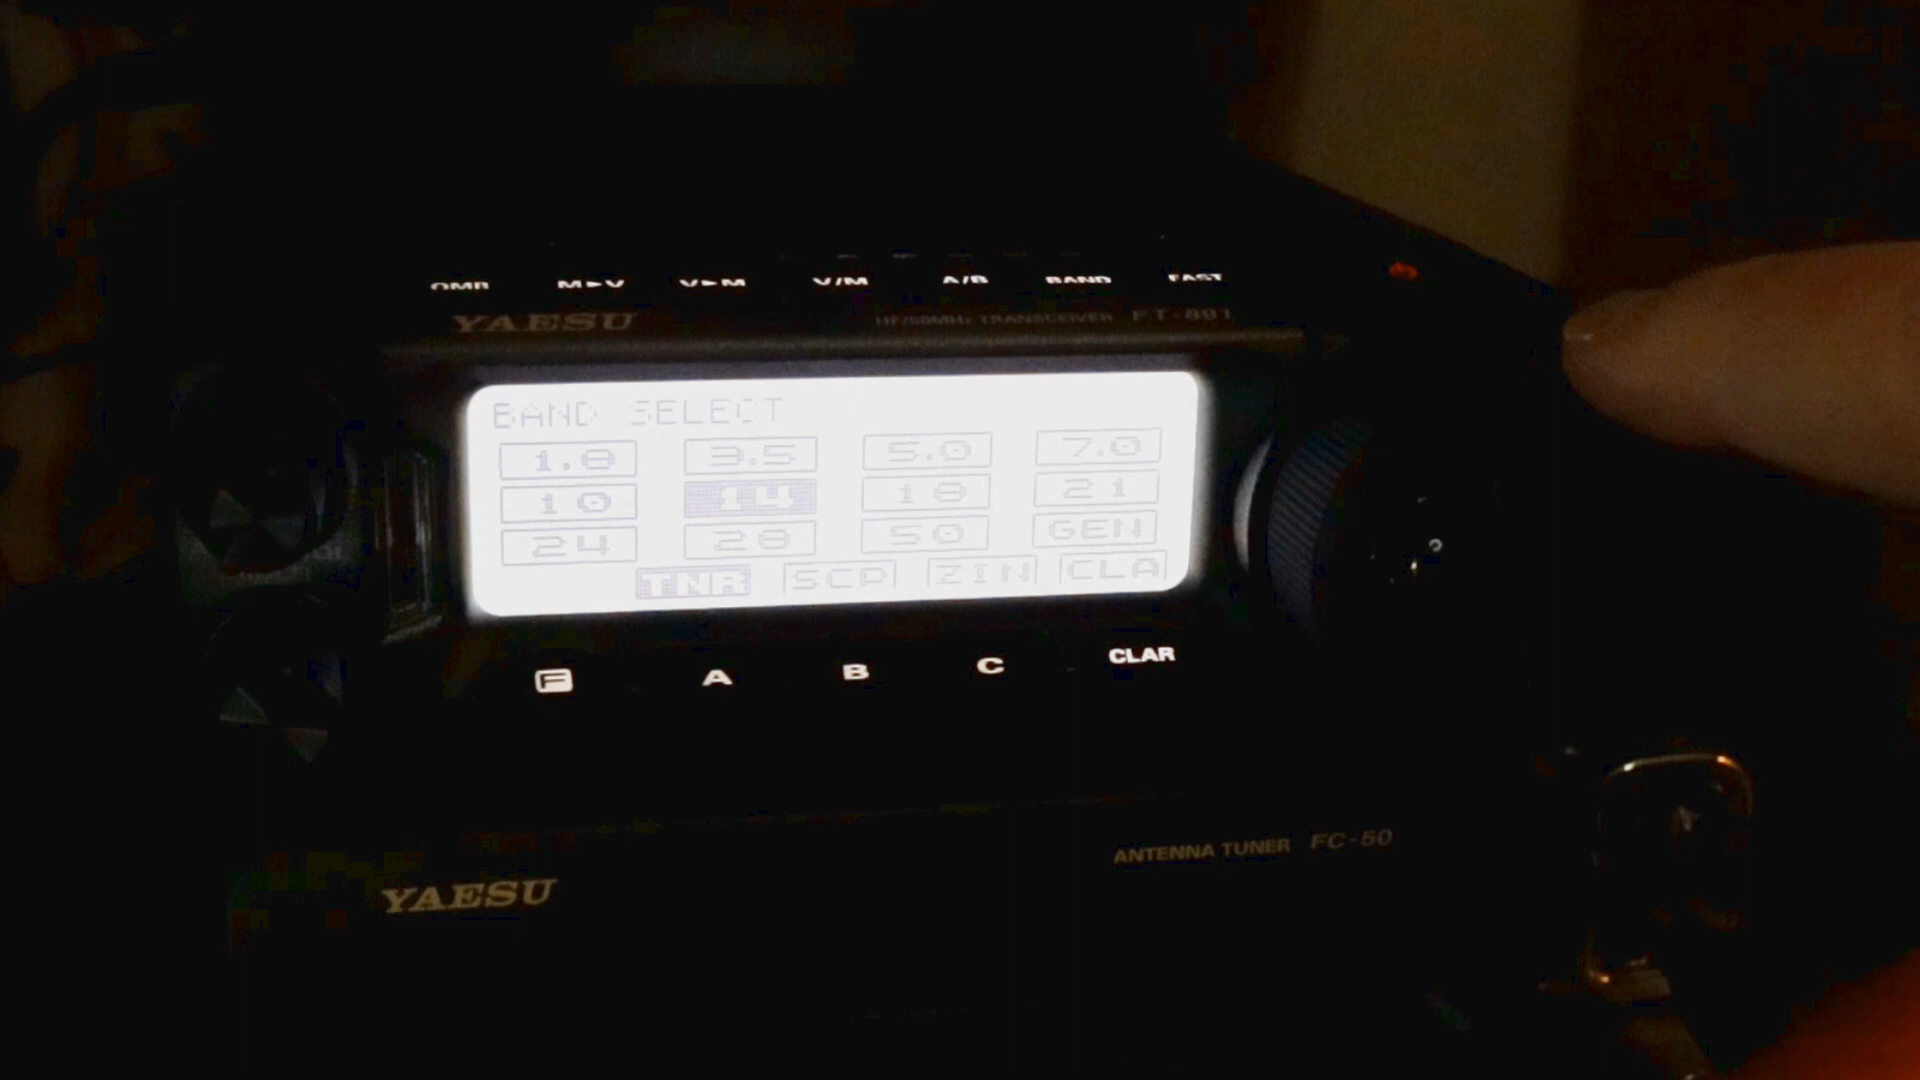 QMB M►V V►M V/M A/B BAND FAST
YAESU HF/50MHz TRANSCEIVER FT-891
BAND SELECT
1.8 3.5 5.0 7.0
10 14 18 21
24 28 50 GEN
TNR SCP ZIN CLA
F A B C CLAR
ANTENNA TUNER FC-50
YAESU